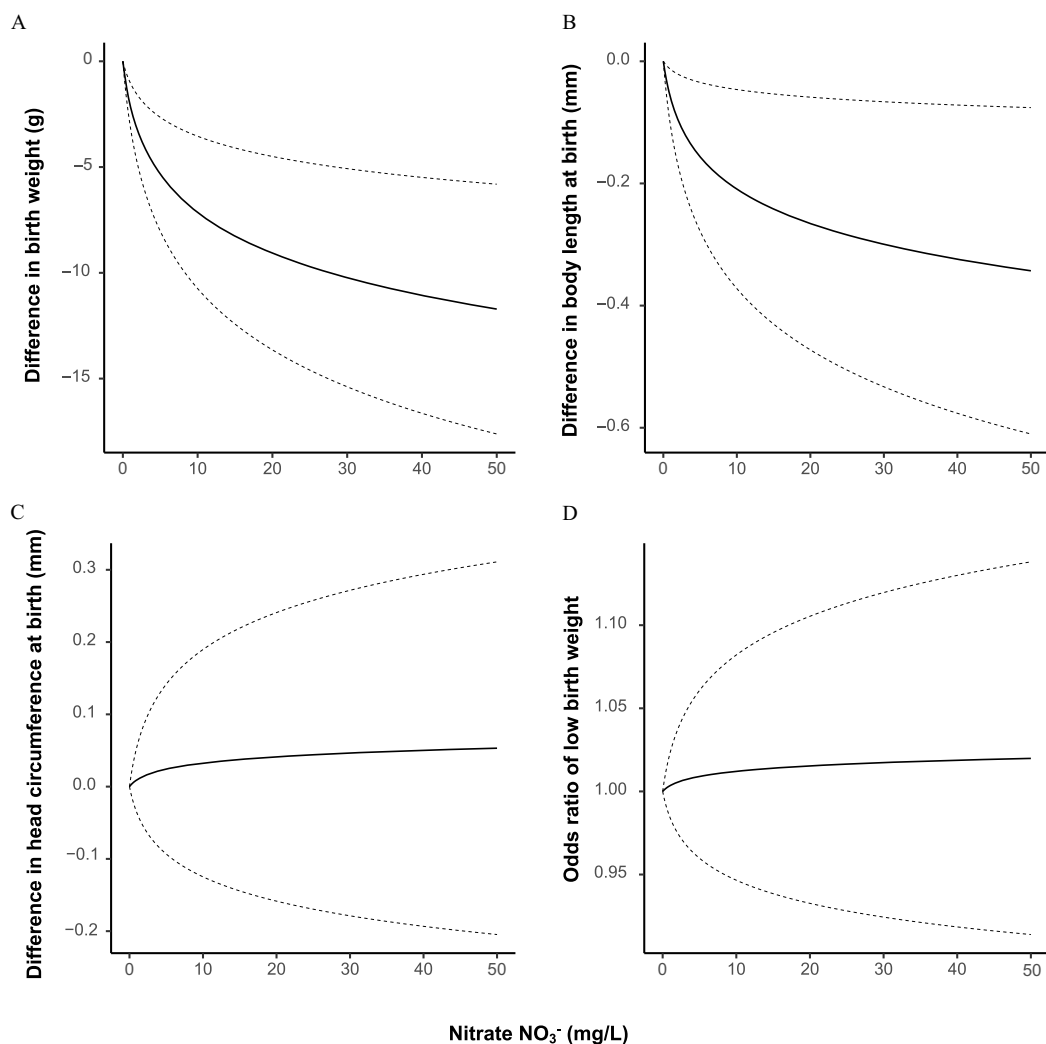 A
Difference in birth weight (g)
0
−5
−10
−15
0 10 20 30 40 50
B
Difference in body length at birth (mm)
0.0
−0.2
−0.4
−0.6
0 10 20 30 40 50
C
Difference in head circumference at birth (mm)
0.3
0.2
0.1
0.0
−0.1
−0.2
0 10 20 30 40 50
D
Odds ratio of low birth weight
1.10
1.05
1.00
0.95
0 10 20 30 40 50
Nitrate NO₃⁻ (mg/L)